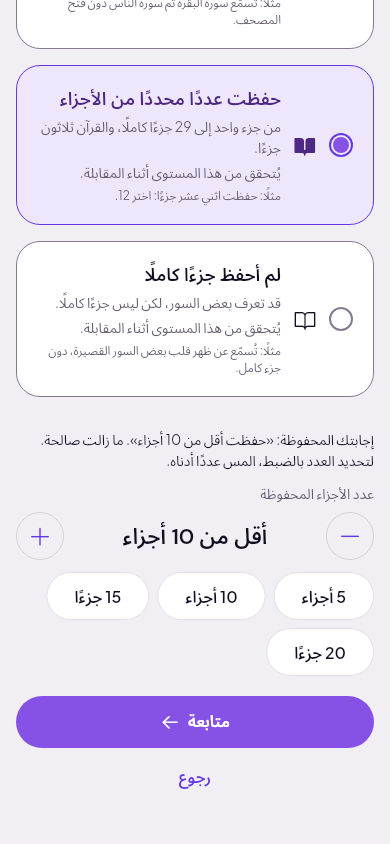 مثلًا: تُسمّع سورة البقرة ثم سورة الناس دون فتح
المصحف.
حفظت عددًا محددًا من الأجزاء
من جزء واحد إلى 29 جزءًا كاملًا، والقرآن ثلاثون
جزءًا.
يُتحقق من هذا المستوى أثناء المقابلة.
مثلًا: حفظت اثني عشر جزءًا: اختر 12.
لم أحفظ جزءًا كاملًا
قد تعرف بعض السور، لكن ليس جزءًا كاملًا.
يُتحقق من هذا المستوى أثناء المقابلة.
مثلًا: تُسمّع عن ظهر قلب بعض السور القصيرة، دون
جزء كامل.
إجابتك المحفوظة: «حفظت أقل من 10 أجزاء». ما زالت صالحة.
لتحديد العدد بالضبط، المس عددًا أدناه.
عدد الأجزاء المحفوظة
أقل من 10 أجزاء
5 أجزاء
10 أجزاء
15 جزءًا
20 جزءًا
متابعة
رجوع